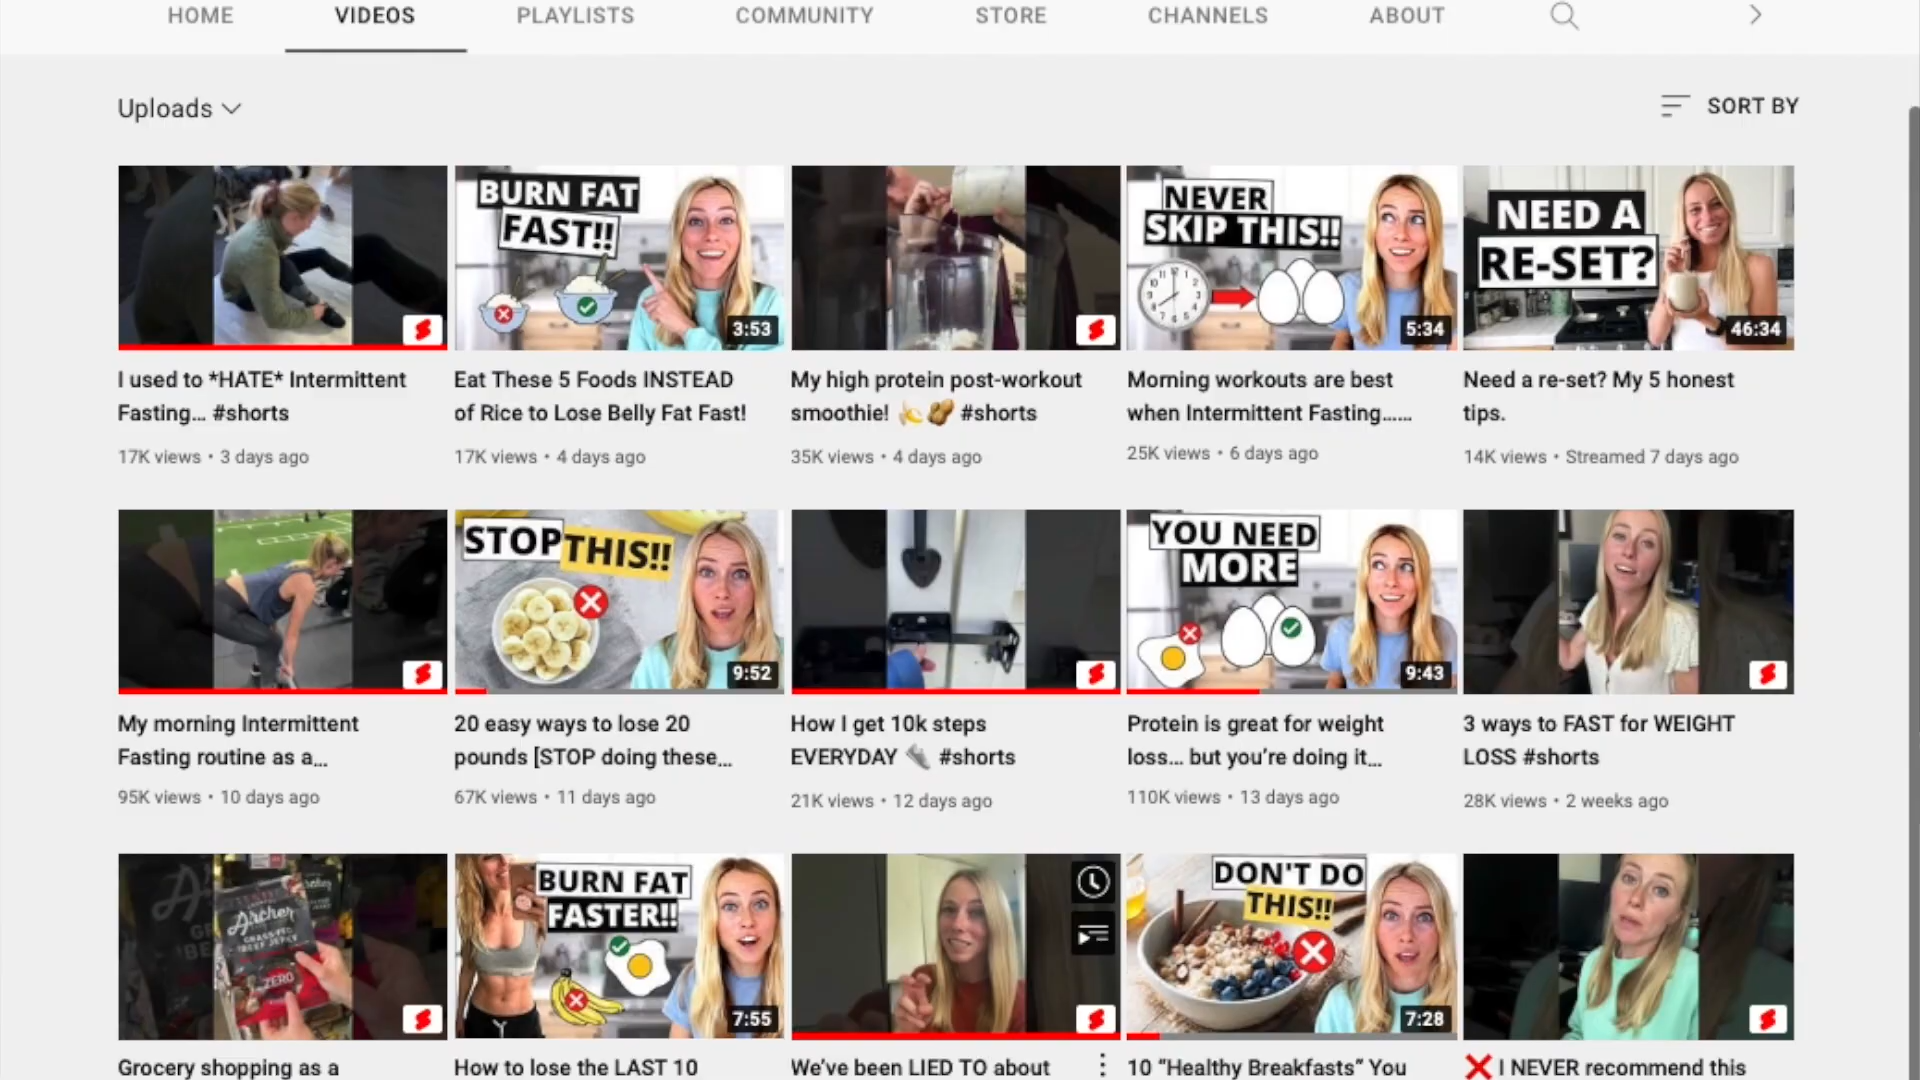 HOME VIDEOS PLAYLISTS COMMUNITY STORE CHANNELS ABOUT
Uploads
SORT BY
BURN FAT
FAST!!
3:53
NEVER
SKIP THIS!!
5:34
NEED A
RE-SET?
46:34
I used to *HATE* Intermittent
Fasting... #shorts
17K views • 3 days ago
Eat These 5 Foods INSTEAD
of Rice to Lose Belly Fat Fast!
17K views • 4 days ago
My high protein post-workout
smoothie! 🍌🥜 #shorts
35K views • 4 days ago
Morning workouts are best
when Intermittent Fasting......
25K views • 6 days ago
Need a re-set? My 5 honest
tips.
14K views • Streamed 7 days ago
STOP THIS!!
9:52
YOU NEED
MORE
9:43
My morning Intermittent
Fasting routine as a...
95K views • 10 days ago
20 easy ways to lose 20
pounds [STOP doing these...
67K views • 11 days ago
How I get 10k steps
EVERYDAY 👟 #shorts
21K views • 12 days ago
Protein is great for weight
loss... but you’re doing it...
110K views • 13 days ago
3 ways to FAST for WEIGHT
LOSS #shorts
28K views • 2 weeks ago
Archer
BEEF JERKY
ZERO
BURN FAT
FASTER!!
7:55
DON'T DO
THIS!!
7:28
Grocery shopping as a
How to lose the LAST 10
We’ve been LIED TO about
10 “Healthy Breakfasts” You
❌ I NEVER recommend this